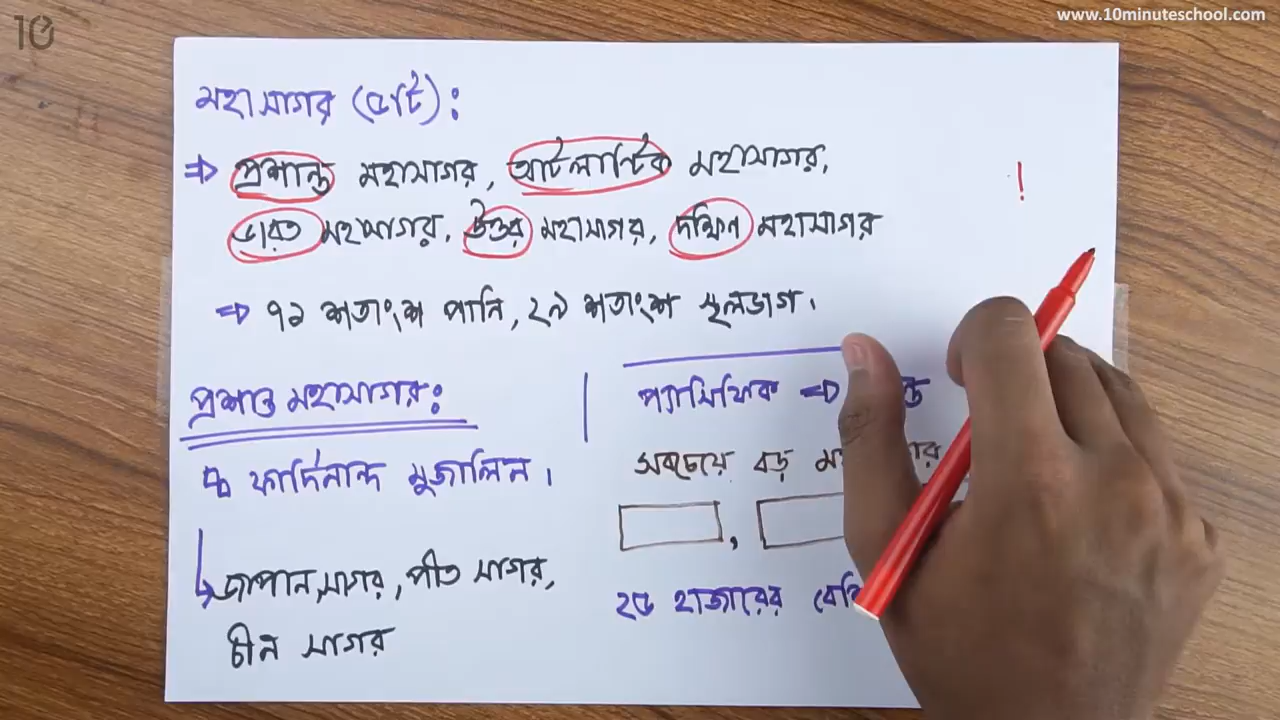 10
www.10minuteschool.com
মহাসাগর (৫টি) :
⇒ প্রশান্ত মহাসাগর, আটলান্টিক মহাসাগর,
ভারত মহাসাগর, উত্তর মহাসাগর, দক্ষিন মহাসাগর
⇒ ৭১ শতাংশ পানি, ২৯ শতাংশ স্থলভাগ।
প্রশান্ত মহাসাগর :
ফার্দিনান্দ ম্যাজালিন।
জাপান সাগর, পীত সাগর,
চীন সাগর
প্যাসিফিক ⇒
সবচেয়ে বড়
২৫ হাজারের
!